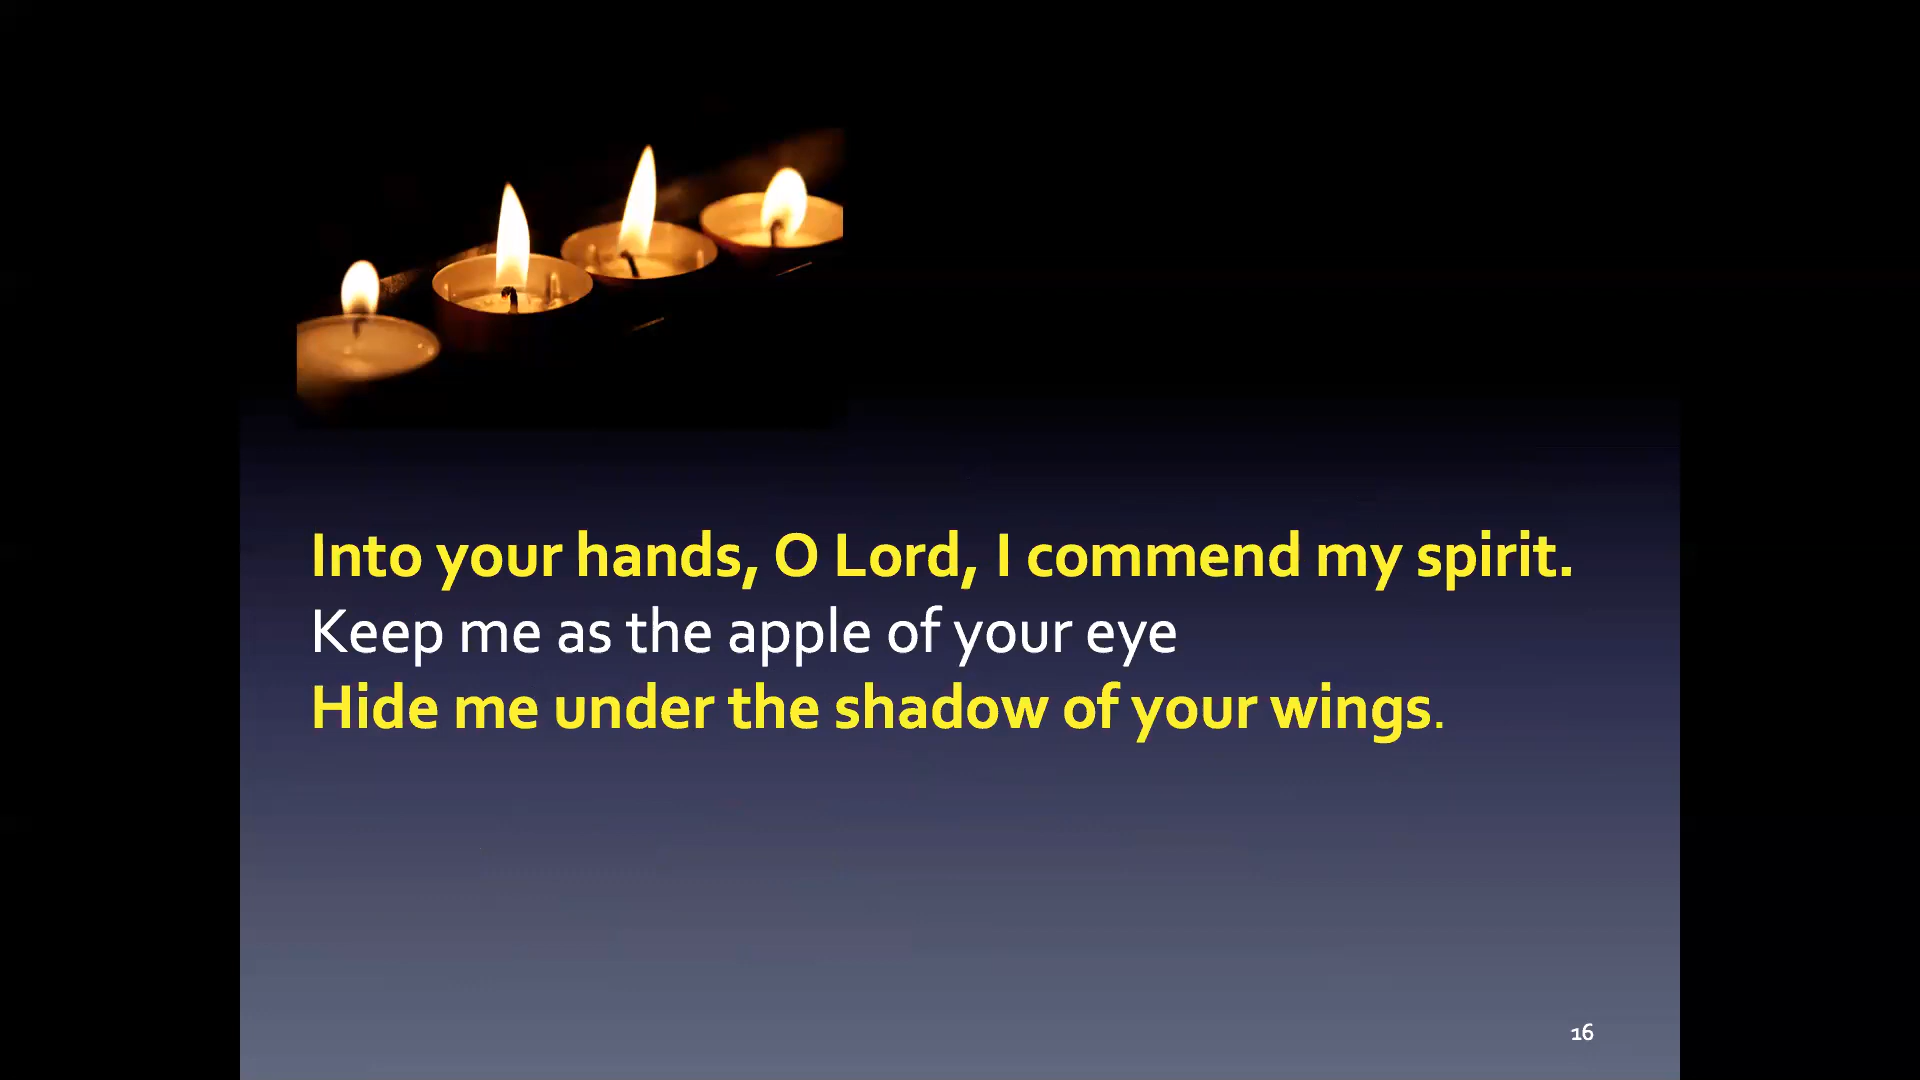 Into your hands, O Lord, I commend my spirit.
Keep me as the apple of your eye
Hide me under the shadow of your wings.
16